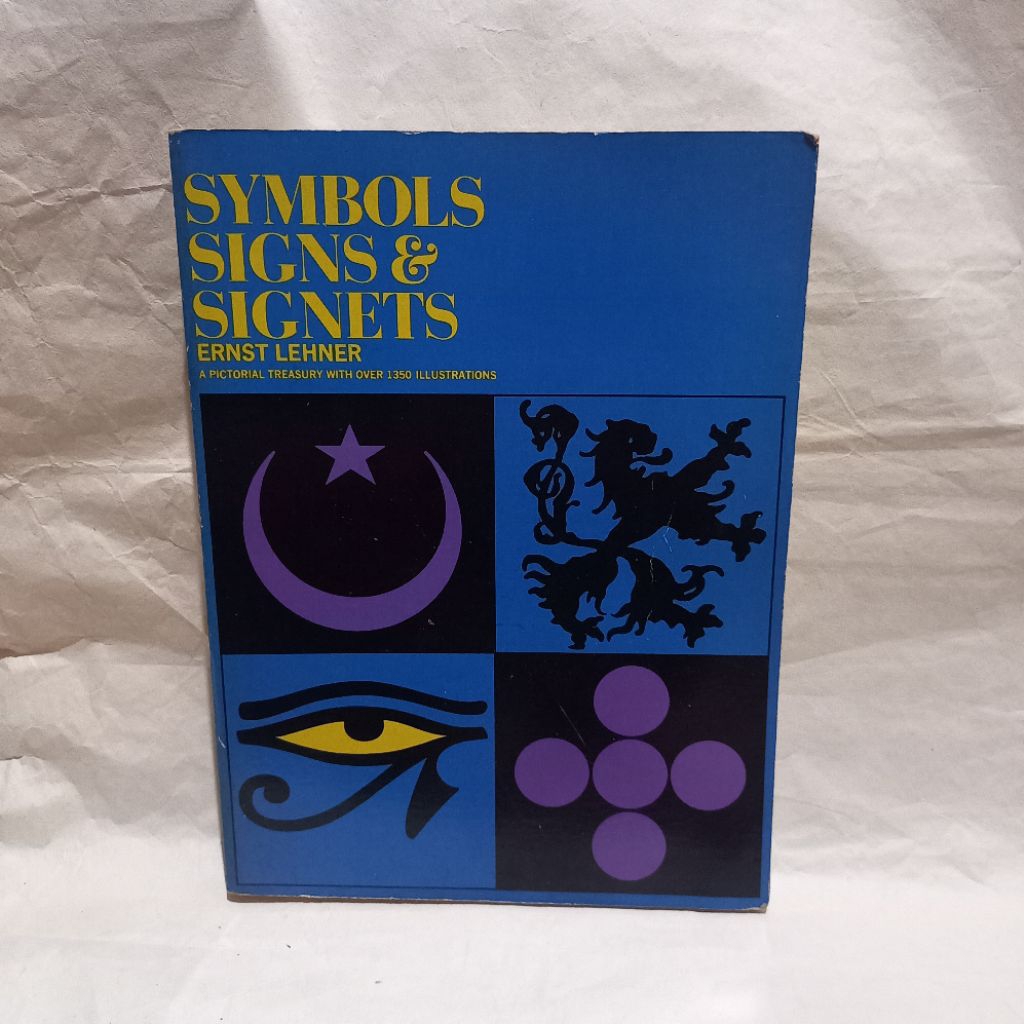 SYMBOLS
SIGNS &
SIGNETS
ERNST LEHNER
A PICTORIAL TREASURY WITH OVER 1350 ILLUSTRATIONS